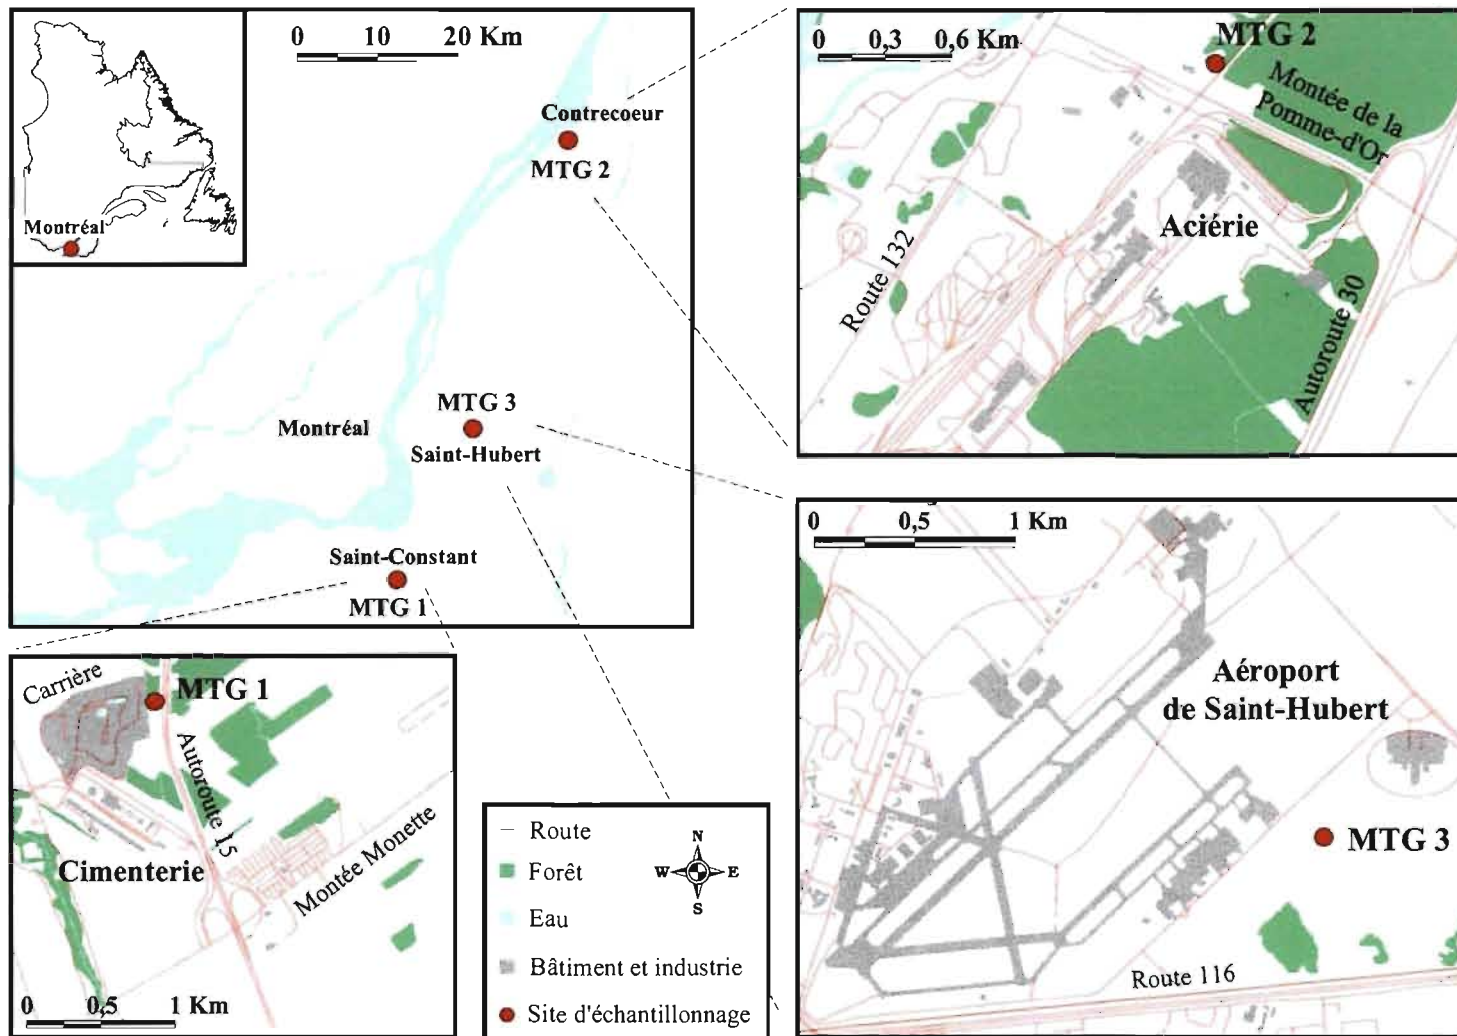 Montréal
0 10 20 Km
Contrecoeur
MTG 2
Montréal
MTG 3
Saint-Hubert
Saint-Constant
MTG 1
0 0,3 0,6 Km
MTG 2
Montée de la
Pomme-d'Or
Aciérie
Route 132
Autoroute 30
0 0,5 1 Km
Aéroport
de Saint-Hubert
MTG 3
Route 116
Carrière
MTG 1
Autoroute 15
Cimenterie
Montée Monette
0 0,5 1 Km
Route
Forêt
Eau
Bâtiment et industrie
Site d'échantillonnage
N
W E
S